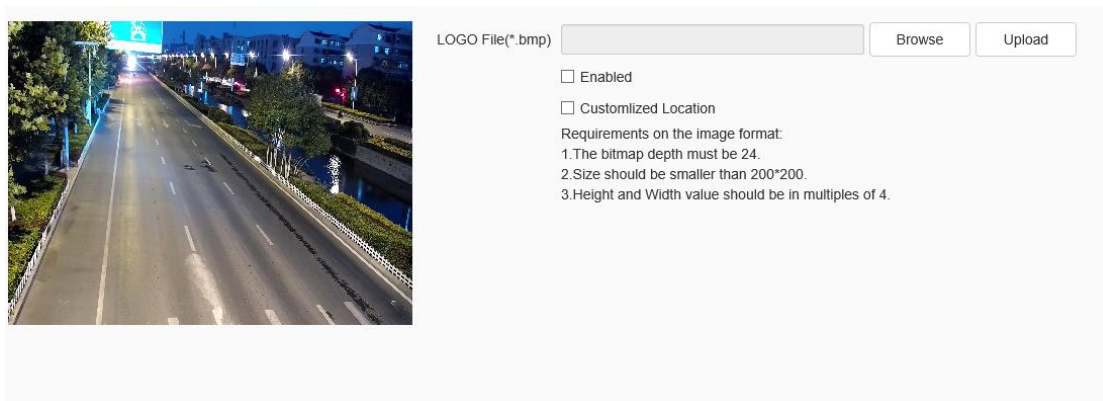 LOGO File(*.bmp) Browse Upload
Enabled
Customlized Location
Requirements on the image format:
1.The bitmap depth must be 24.
2.Size should be smaller than 200*200.
3.Height and Width value should be in multiples of 4.